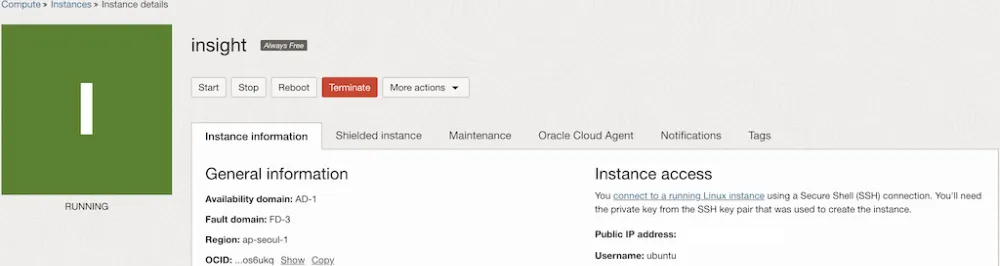 Compute » Instances » Instance details
I
RUNNING
insight Always Free
Start Stop Reboot Terminate More actions
Instance information Shielded instance Maintenance Oracle Cloud Agent Notifications Tags
General information
Availability domain: AD-1
Fault domain: FD-3
Region: ap-seoul-1
OCID: ...os6ukq Show Copy
Instance access
You connect to a running Linux instance using a Secure Shell (SSH) connection. You'll need
the private key from the SSH key pair that was used to create the instance.
Public IP address:
Username: ubuntu